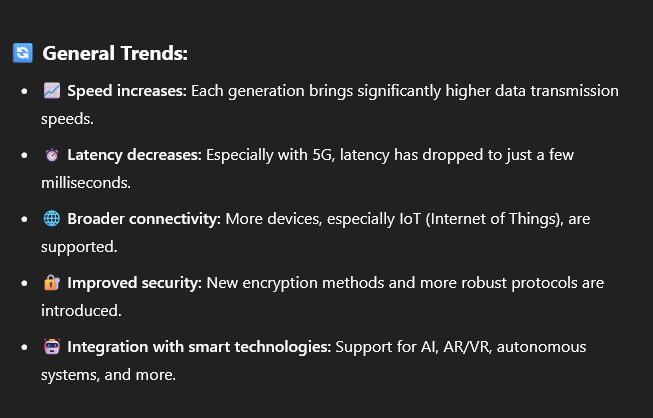 🔄 General Trends:
• 📈 Speed increases: Each generation brings significantly higher data transmission
speeds.
• ⏱️ Latency decreases: Especially with 5G, latency has dropped to just a few
milliseconds.
• 🌐 Broader connectivity: More devices, especially IoT (Internet of Things), are
supported.
• 🔐 Improved security: New encryption methods and more robust protocols are
introduced.
• 🤖 Integration with smart technologies: Support for AI, AR/VR, autonomous
systems, and more.